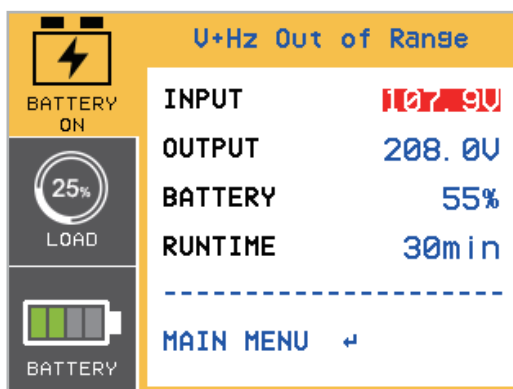 V+Hz Out of Range
BATTERY
ON
25%
LOAD
BATTERY
INPUT 107.9V
OUTPUT 208.0V
BATTERY 55%
RUNTIME 30min
MAIN MENU ↵